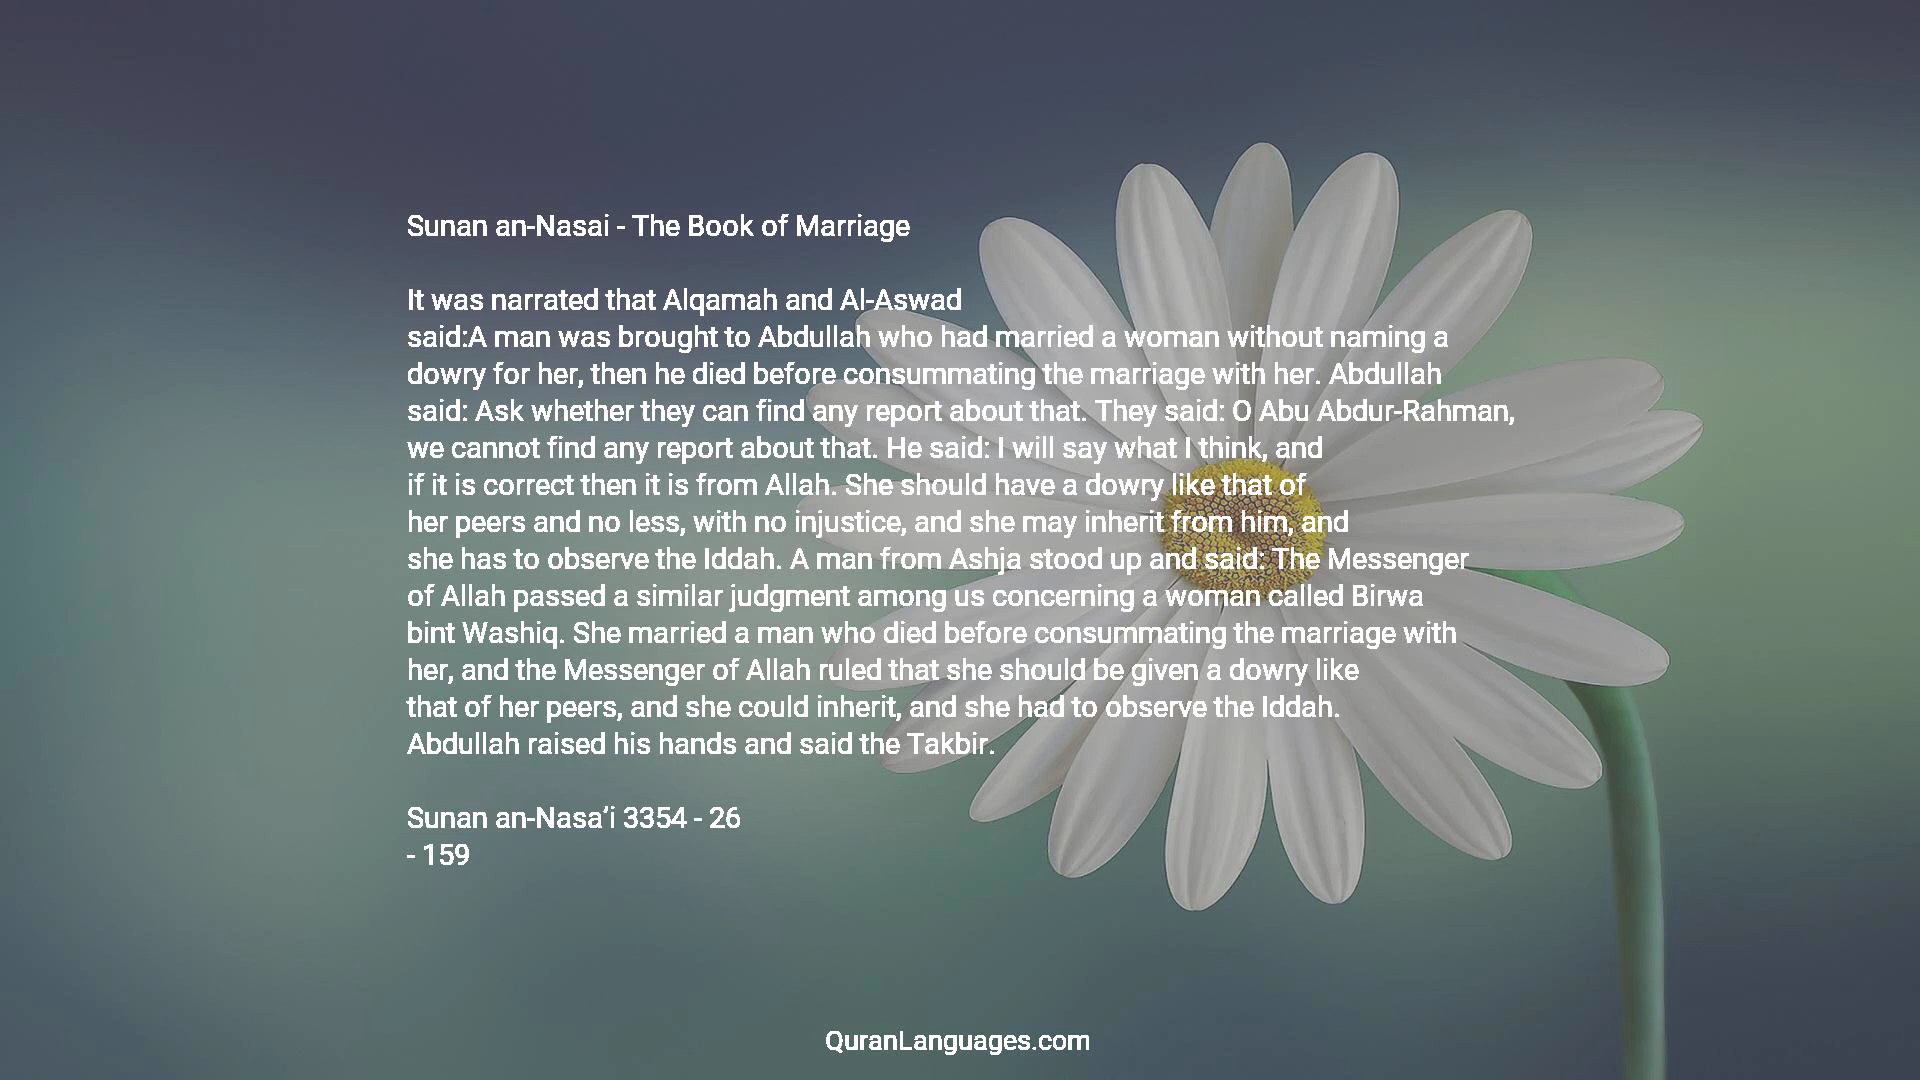 Sunan an-Nasai - The Book of Marriage
It was narrated that Alqamah and Al-Aswad
said:A man was brought to Abdullah who had married a woman without naming a
dowry for her, then he died before consummating the marriage with her. Abdullah
said: Ask whether they can find any report about that. They said: O Abu Abdur-Rahman,
we cannot find any report about that. He said: I will say what I think, and
if it is correct then it is from Allah. She should have a dowry like that of
her peers and no less, with no injustice, and she may inherit from him, and
she has to observe the Iddah. A man from Ashja stood up and said: The Messenger
of Allah passed a similar judgment among us concerning a woman called Birwa
bint Washiq. She married a man who died before consummating the marriage with
her, and the Messenger of Allah ruled that she should be given a dowry like
that of her peers, and she could inherit, and she had to observe the Iddah.
Abdullah raised his hands and said the Takbir.
Sunan an-Nasa’i 3354 - 26
- 159
QuranLanguages.com